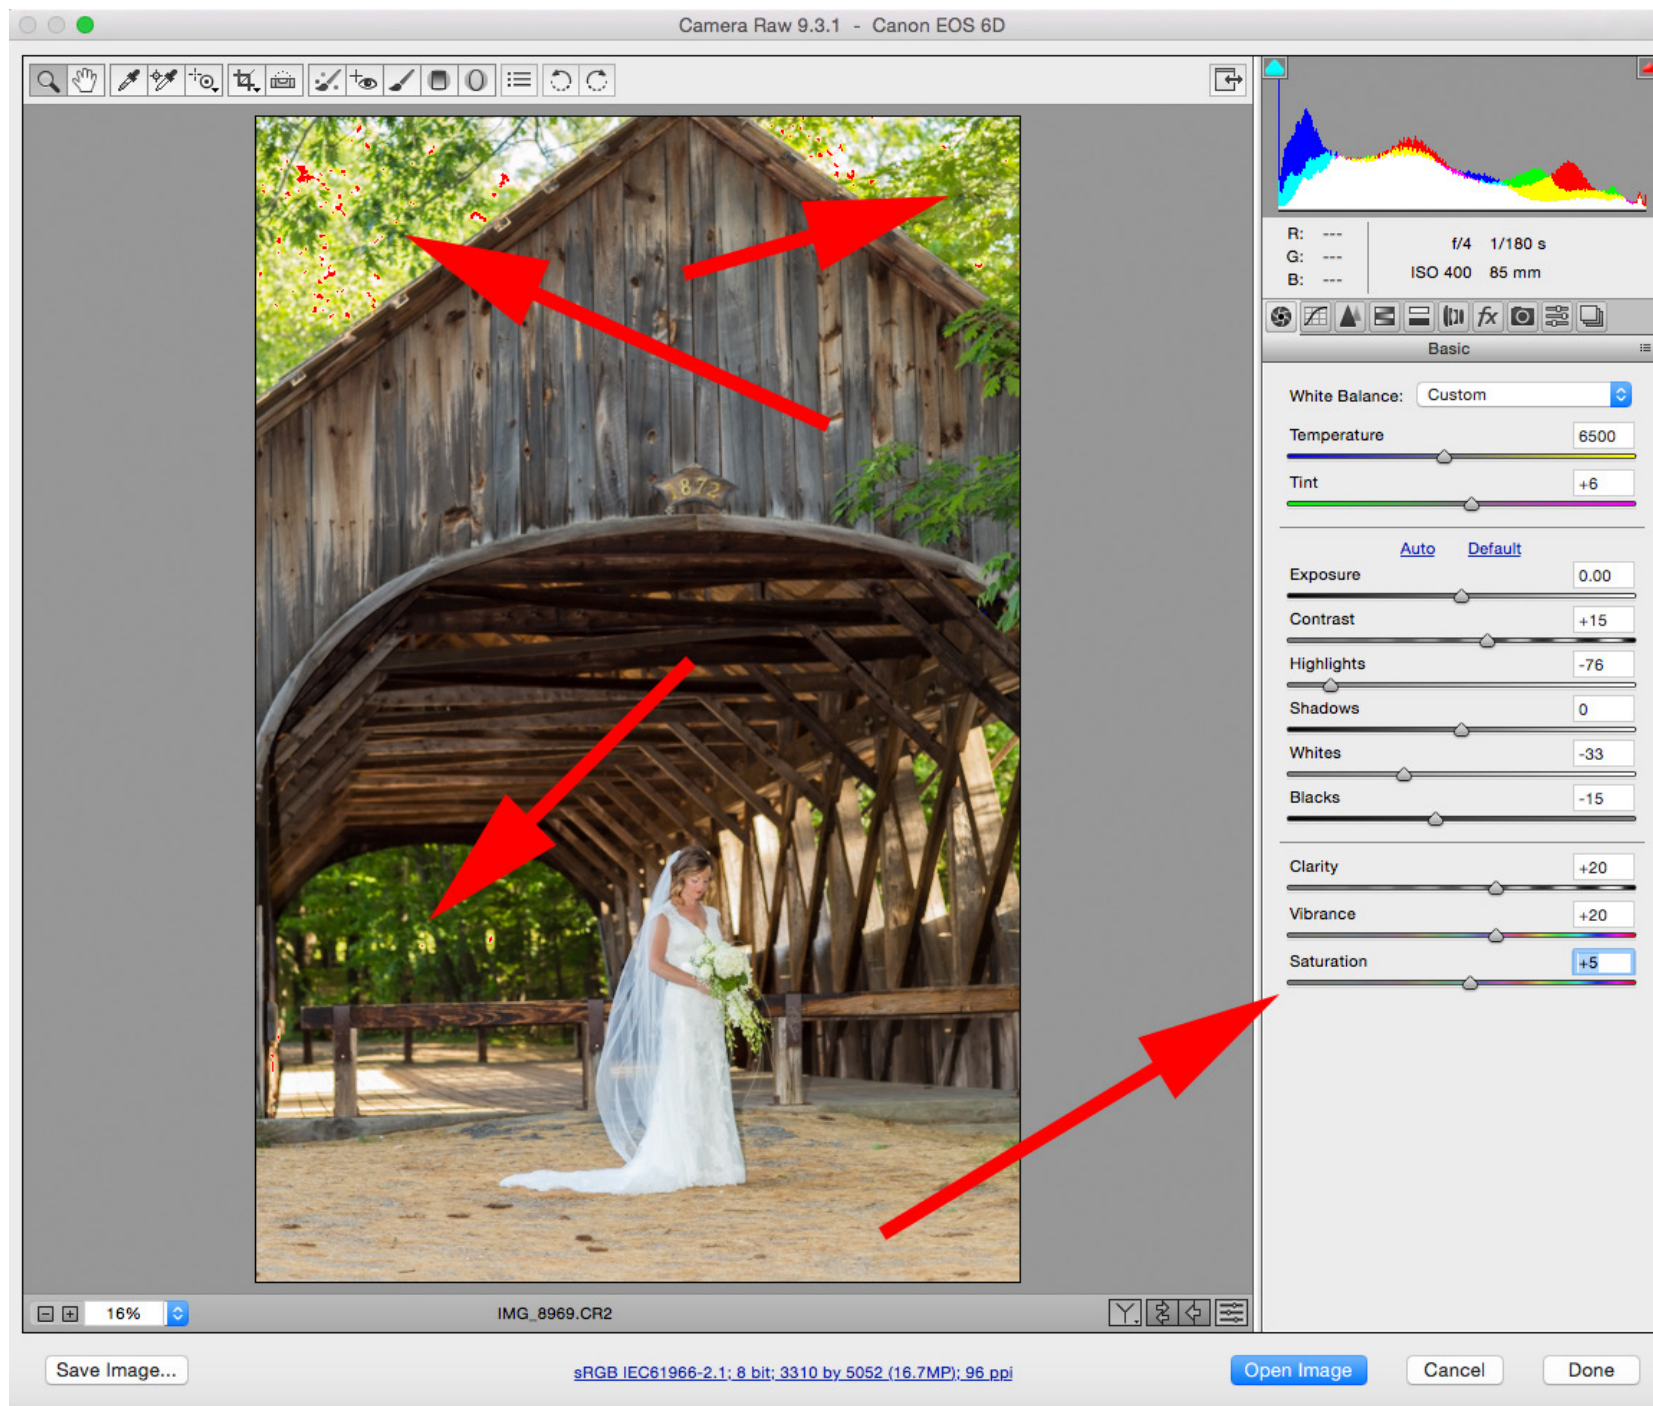 Camera Raw 9.3.1 - Canon EOS 6D
R: ---
G: ---
B: ---
f/4 1/180 s
ISO 400 85 mm
fx
Basic
White Balance: Custom
Temperature 6500
Tint +6
Auto Default
Exposure 0.00
Contrast +15
Highlights -76
Shadows 0
Whites -33
Blacks -15
Clarity +20
Vibrance +20
Saturation +5
1872
16%
IMG_8969.CR2
Y
Save Image...
sRGB IEC61966-2.1; 8 bit; 3310 by 5052 (16.7MP); 96 ppi
Open Image
Cancel
Done